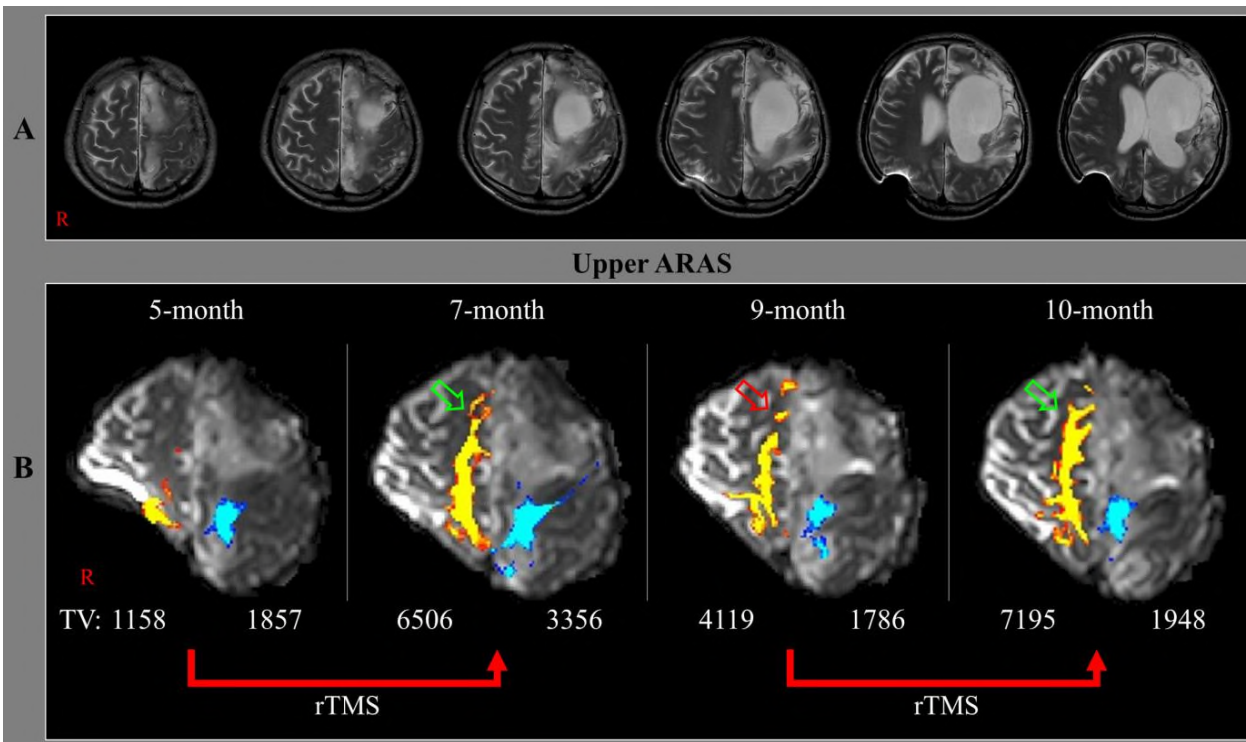 A
R
Upper ARAS
5-month 7-month 9-month 10-month
B
R
TV: 1158 1857 6506 3356 4119 1786 7195 1948
rTMS rTMS